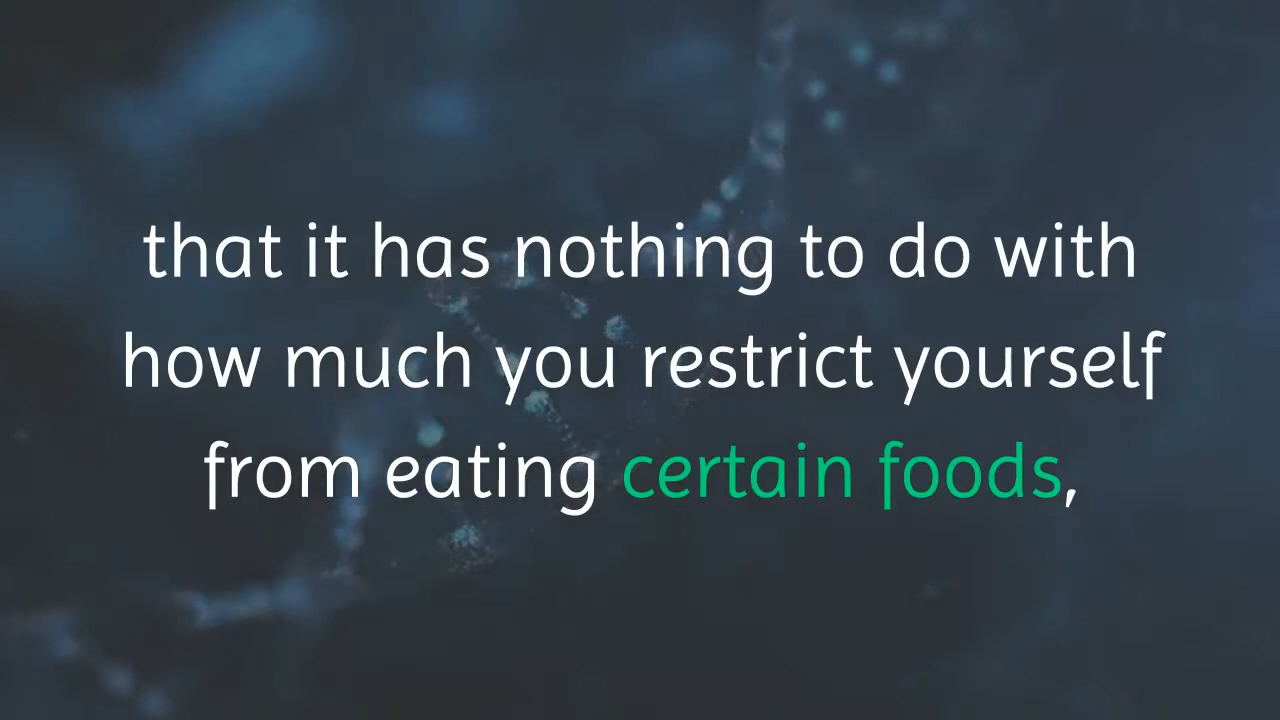 that it has nothing to do with
how much you restrict yourself
from eating certain foods,